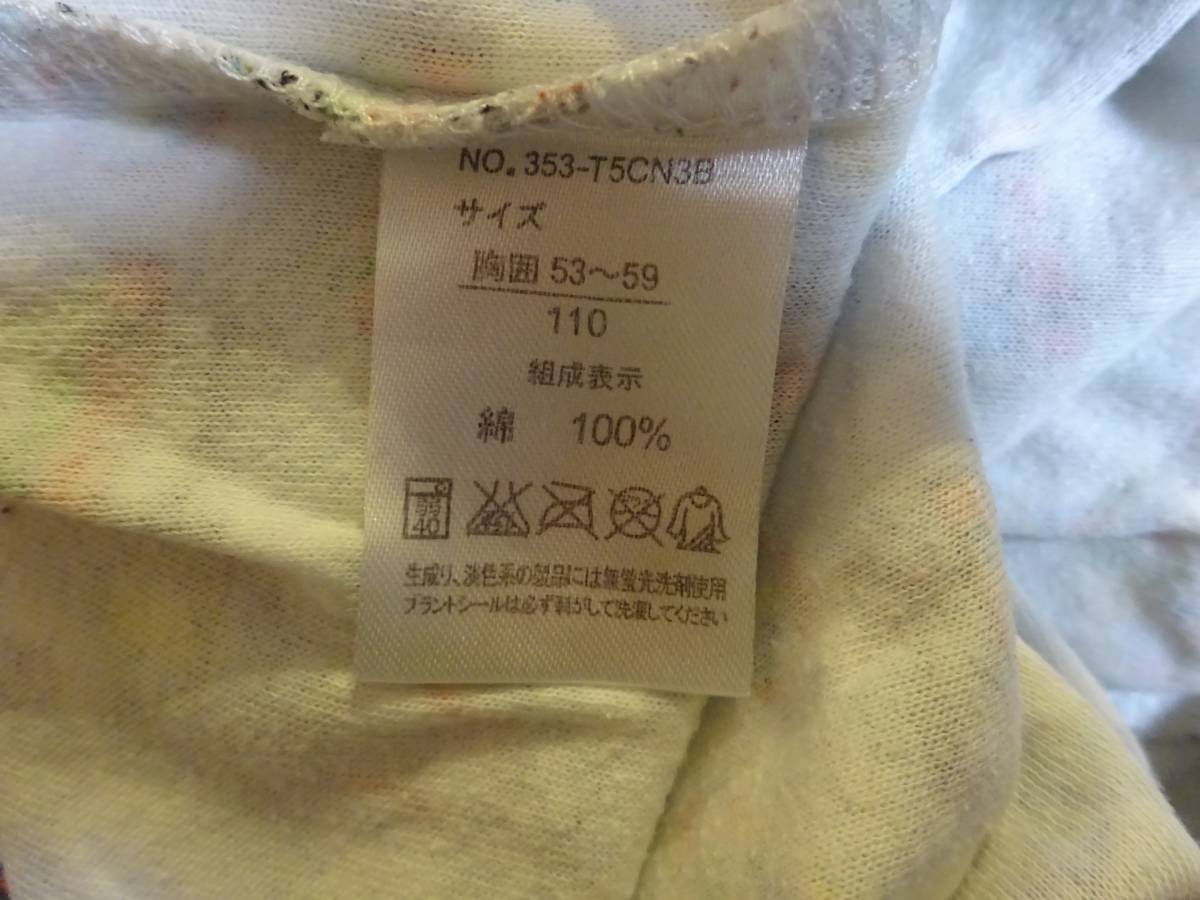 NO. 353-T5CN3B
サイズ
胸囲 53～59
110
組成表示
綿 100%
40
生成り、淡色系の製品には無蛍光洗剤使用
プラントシールは必ず剥がして洗濯してください